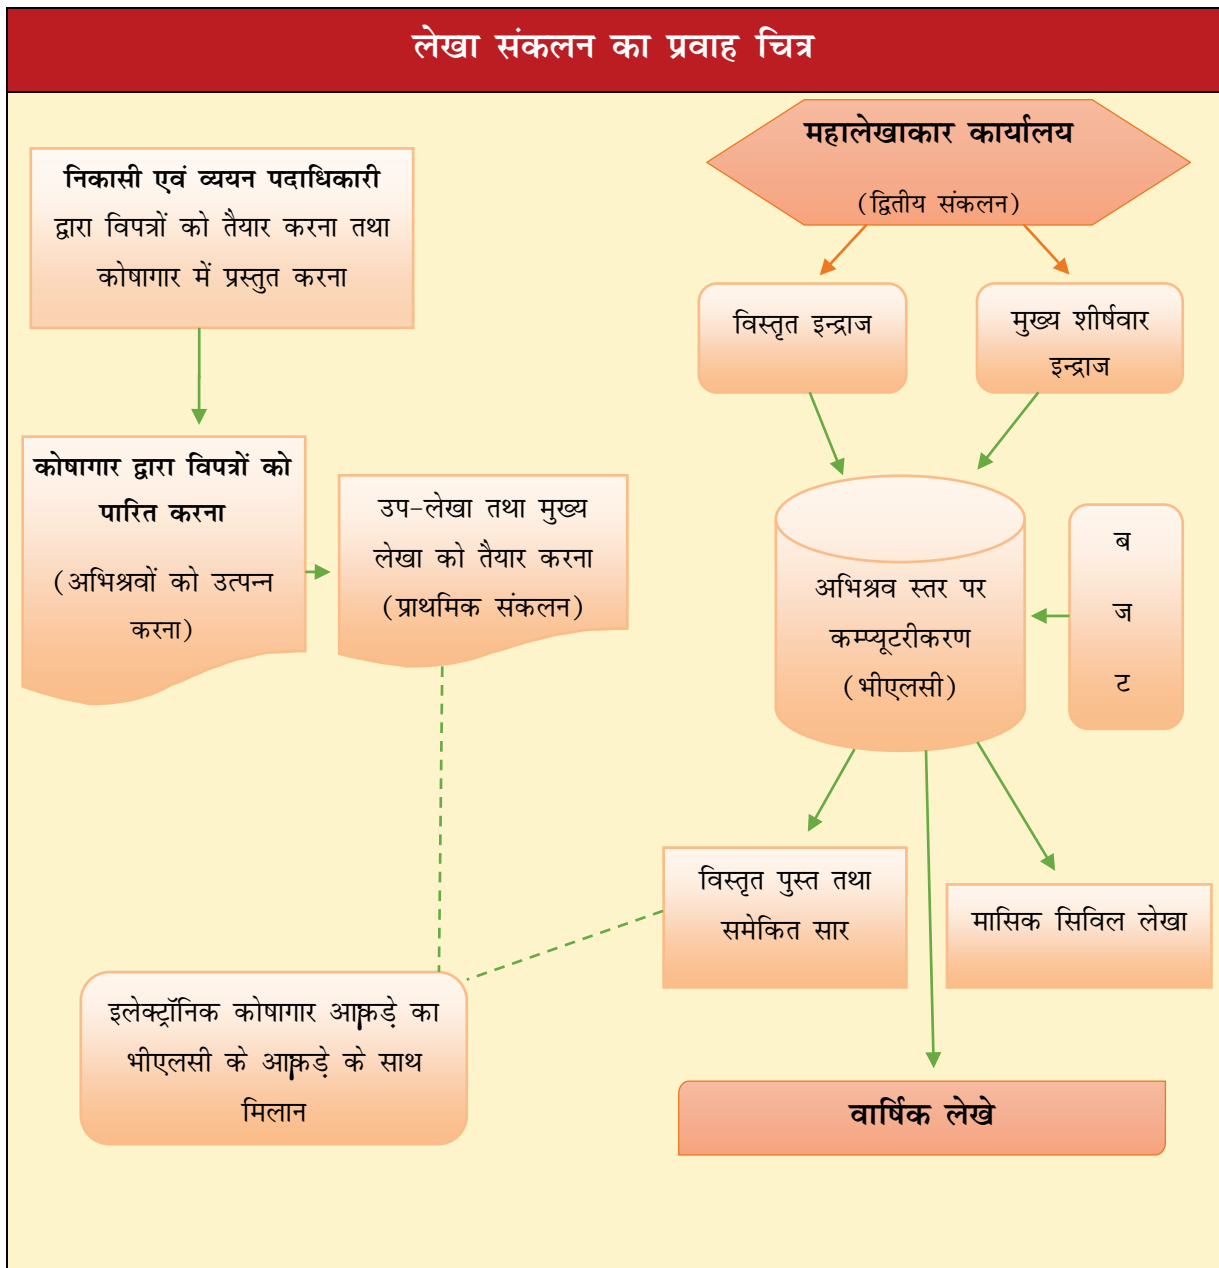 लेखा संकलन का प्रवाह चित्र
निकासी एवं व्ययन पदाधिकारी
द्वारा विपत्रों को तैयार करना तथा
कोषागार में प्रस्तुत करना
कोषागार द्वारा विपत्रों को
पारित करना
(अभिश्रवों को उत्पन्न
करना)
उप-लेखा तथा मुख्य
लेखा को तैयार करना
(प्राथमिक संकलन)
महालेखाकार कार्यालय
(द्वितीय संकलन)
विस्तृत इन्द्राज
मुख्य शीर्षवार
इन्द्राज
अभिश्रव स्तर पर
कम्प्यूटरीकरण
(भीएलसी)
ब
ज
ट
विस्तृत पुस्त तथा
समेकित सार
मासिक सिविल लेखा
इलेक्ट्रॉनिक कोषागार का
भीएलसी के के साथ
मिलान
वार्षिक लेखे